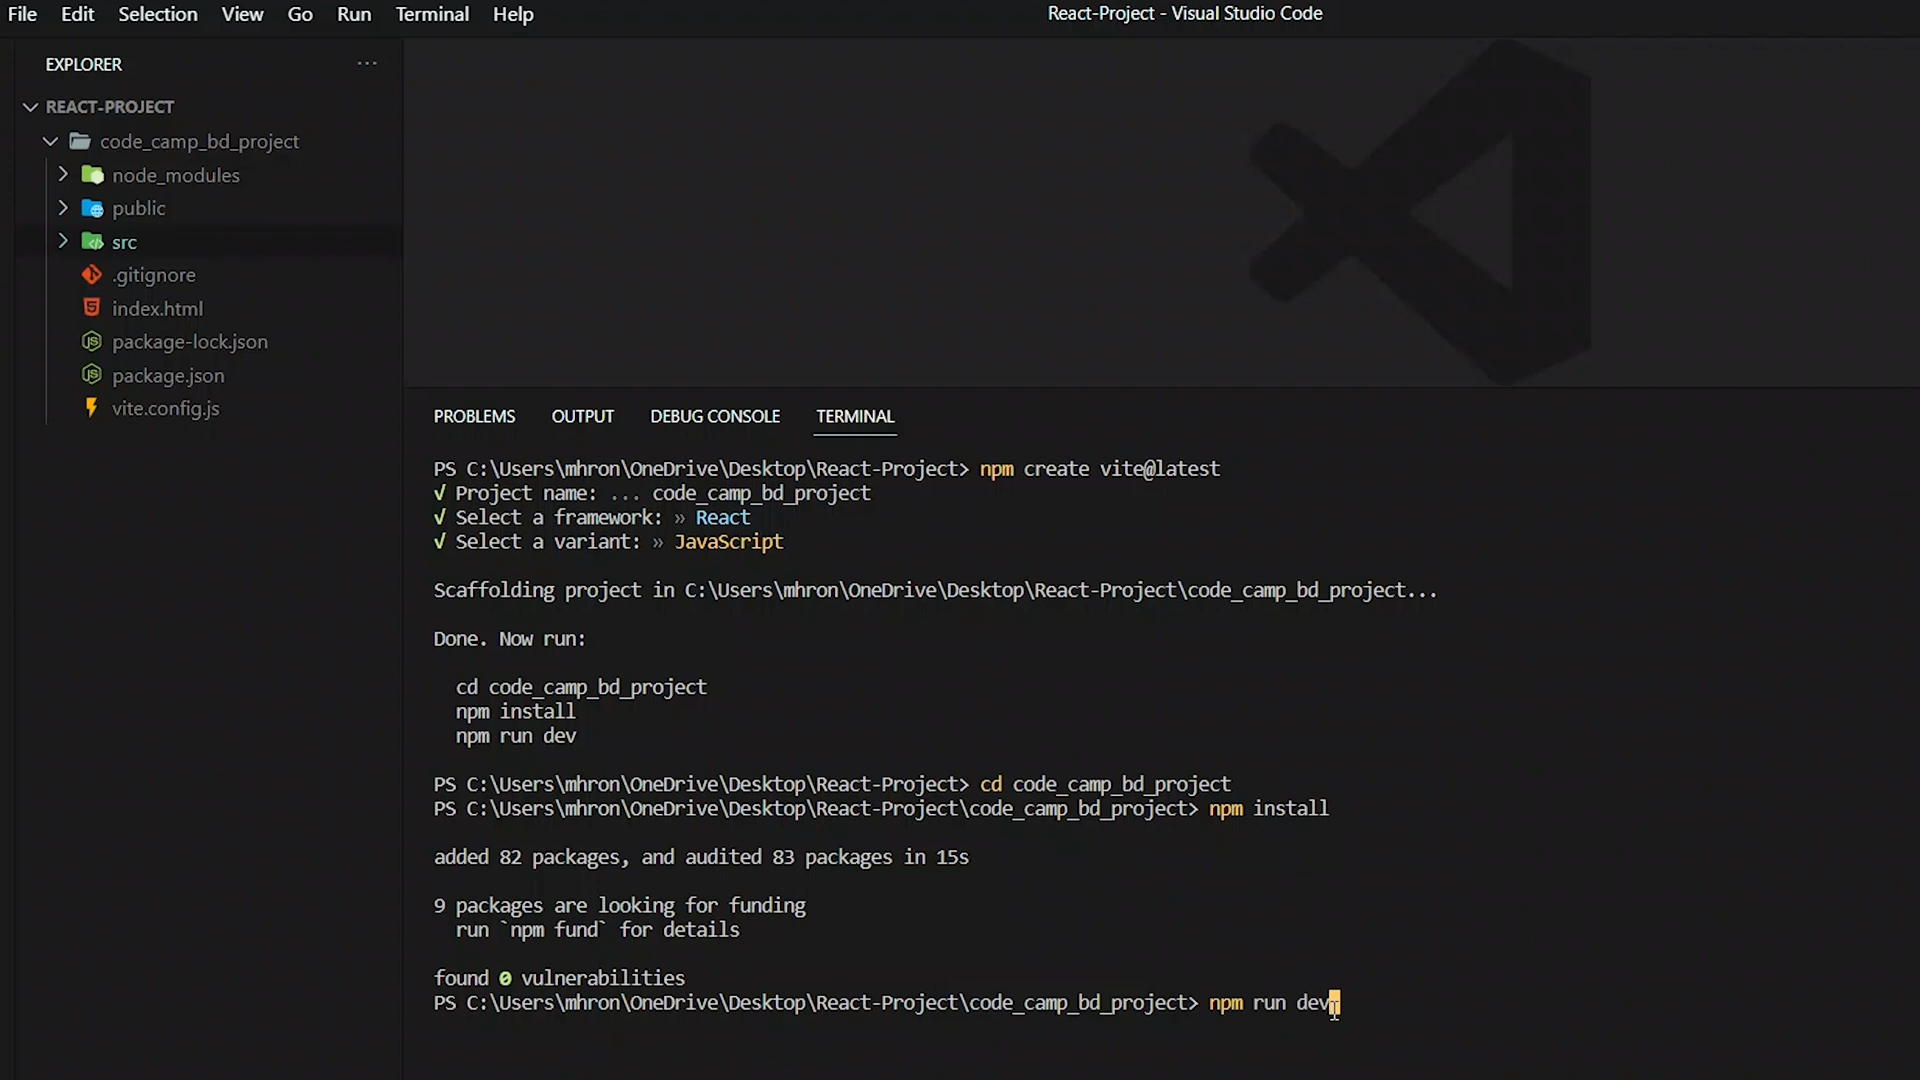 File Edit Selection View Go Run Terminal Help
React-Project - Visual Studio Code
EXPLORER
REACT-PROJECT
code_camp_bd_project
node_modules
public
src
.gitignore
index.html
package-lock.json
package.json
vite.config.js
PROBLEMS OUTPUT DEBUG CONSOLE TERMINAL
PS C:\Users\mhron\OneDrive\Desktop\React-Project> npm create vite@latest
√ Project name: ... code_camp_bd_project
√ Select a framework: » React
√ Select a variant: » JavaScript
Scaffolding project in C:\Users\mhron\OneDrive\Desktop\React-Project\code_camp_bd_project...
Done. Now run:
cd code_camp_bd_project
npm install
npm run dev
PS C:\Users\mhron\OneDrive\Desktop\React-Project> cd code_camp_bd_project
PS C:\Users\mhron\OneDrive\Desktop\React-Project\code_camp_bd_project> npm install
added 82 packages, and audited 83 packages in 15s
9 packages are looking for funding
run `npm fund` for details
found 0 vulnerabilities
PS C:\Users\mhron\OneDrive\Desktop\React-Project\code_camp_bd_project> npm run dev